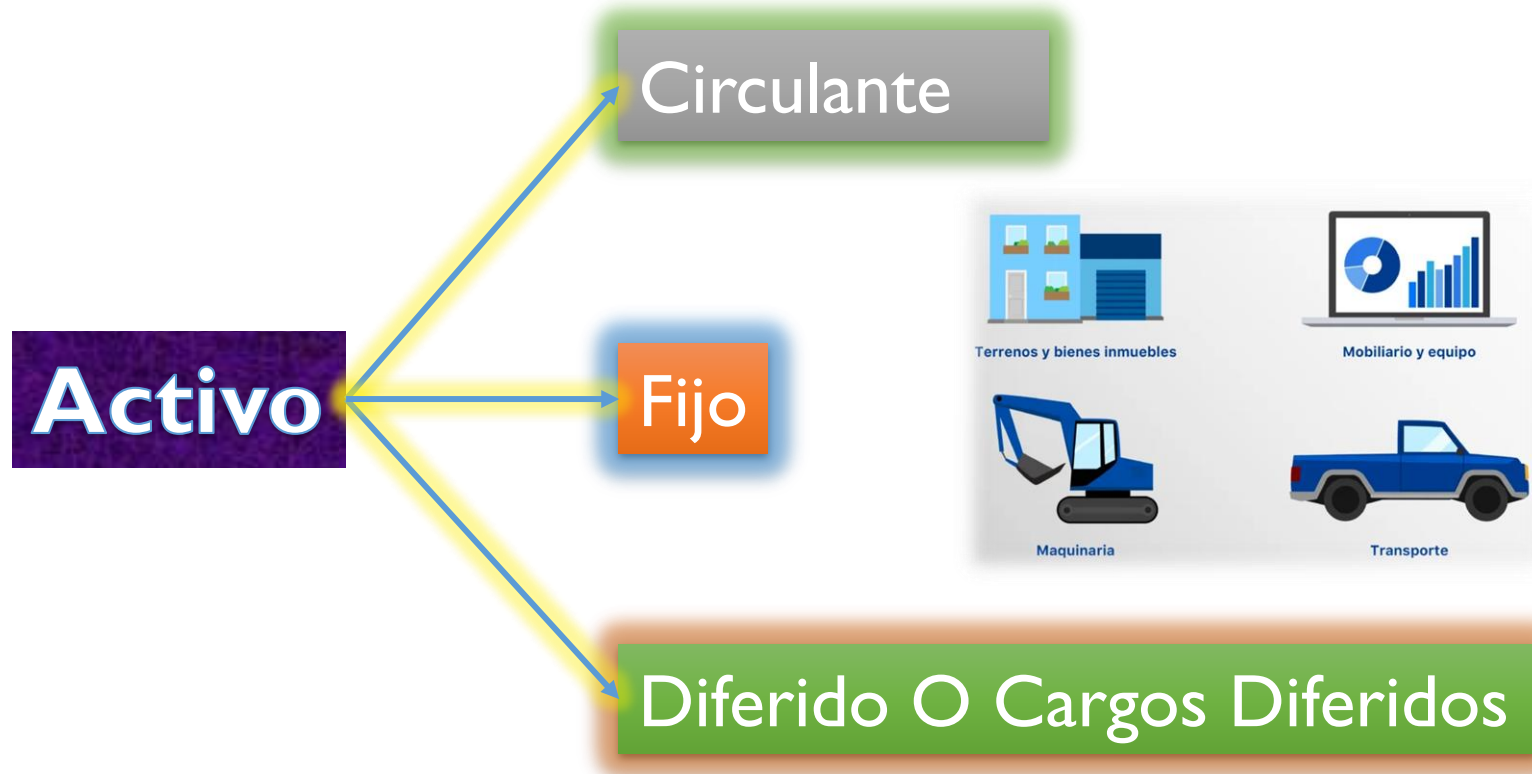 Circulante
Terrenos y bienes inmuebles
Mobiliario y equipo
Activo
Fijo
Maquinaria
Transporte
Diferido O Cargos Diferidos